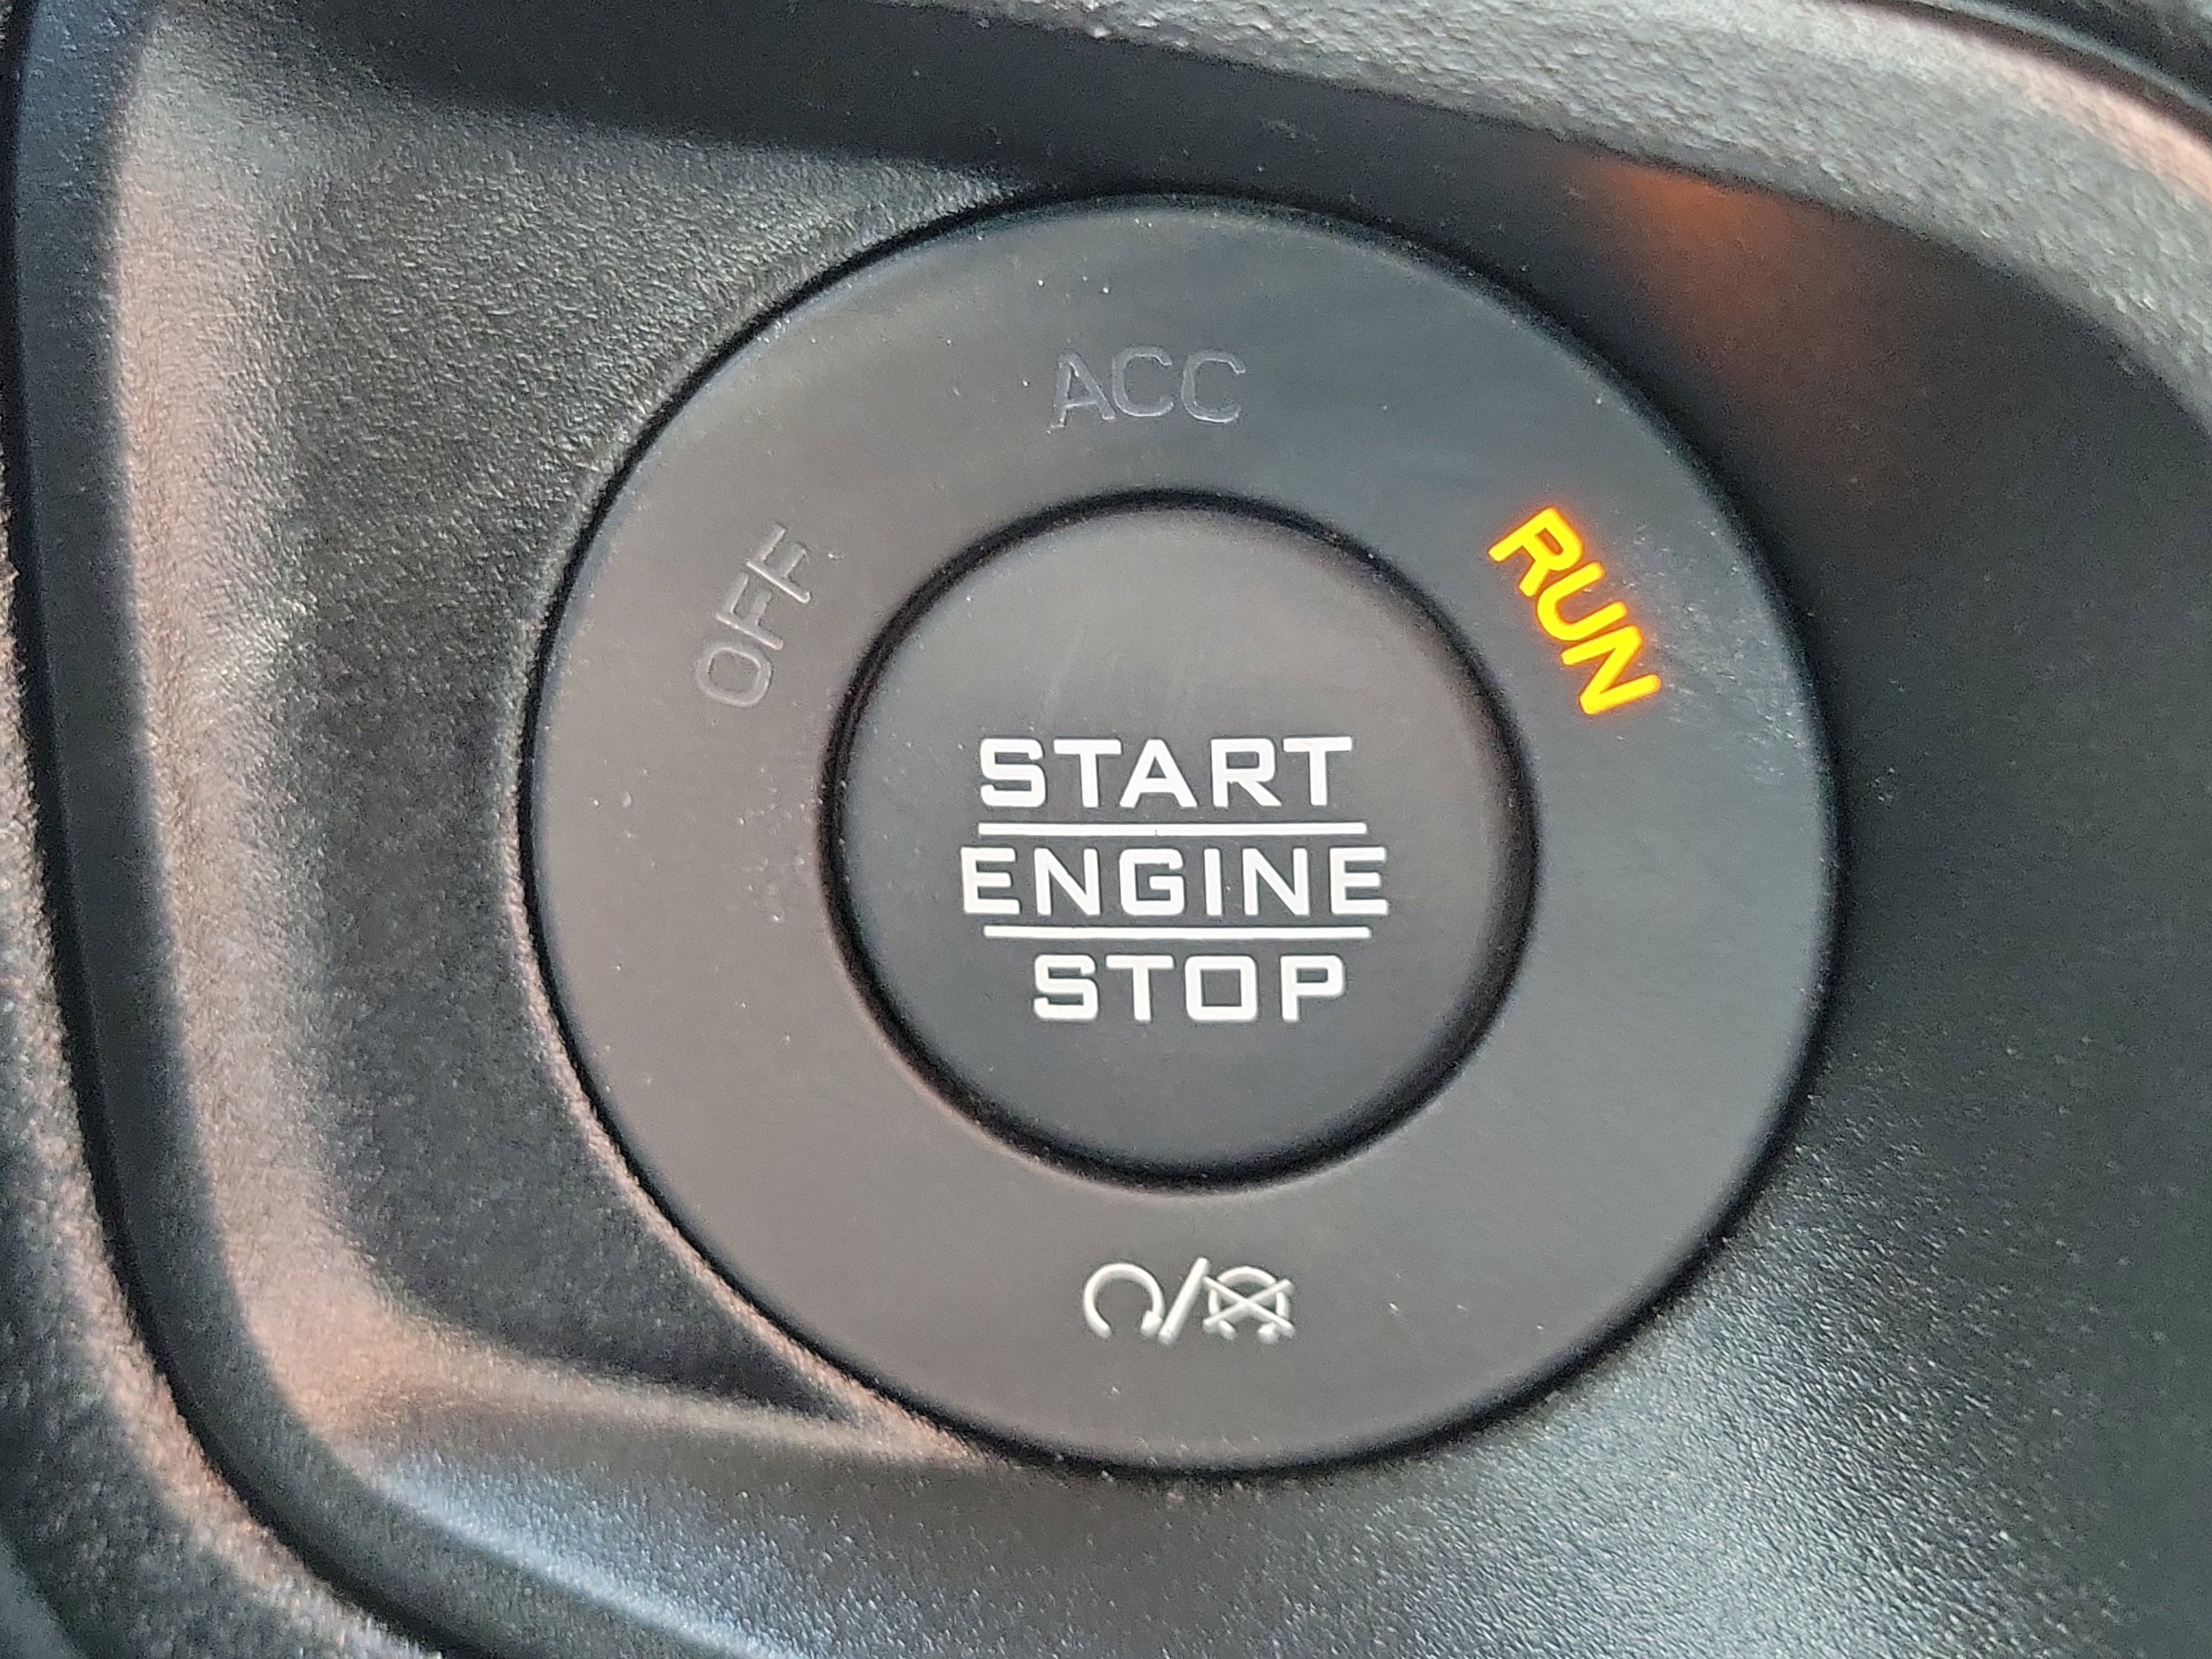 ACC
OFF
RUN
START
ENGINE
STOP
/